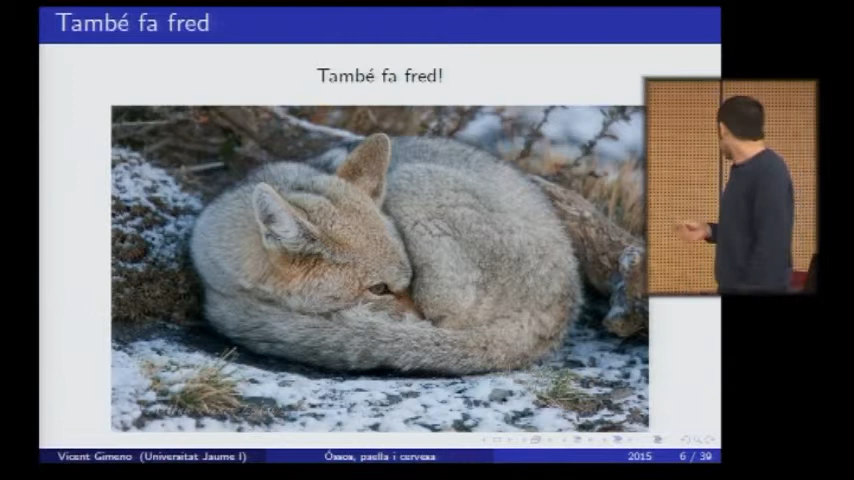 També fa fred
També fa fred!
Vicent Gimeno (Universitat Jaume I) Óssos, paella i cervesa 2015 6 / 39